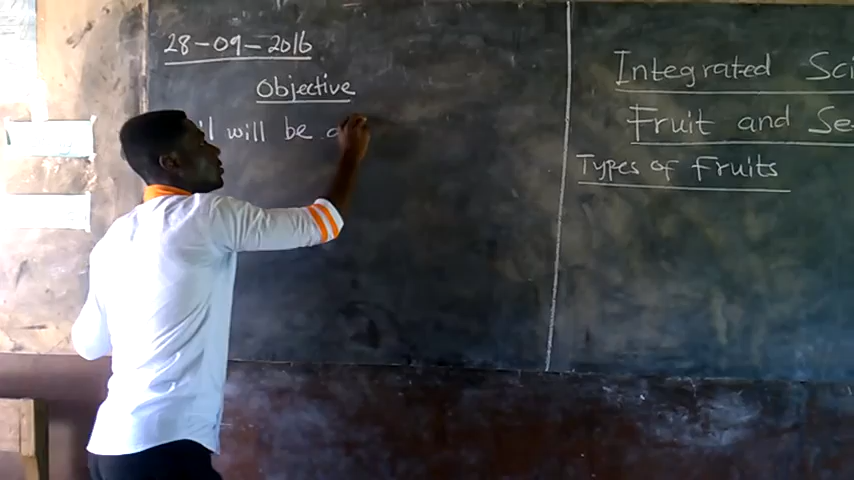 28-09-2016
Objective
will be
Integrated
Fruit and
Types of Fruits